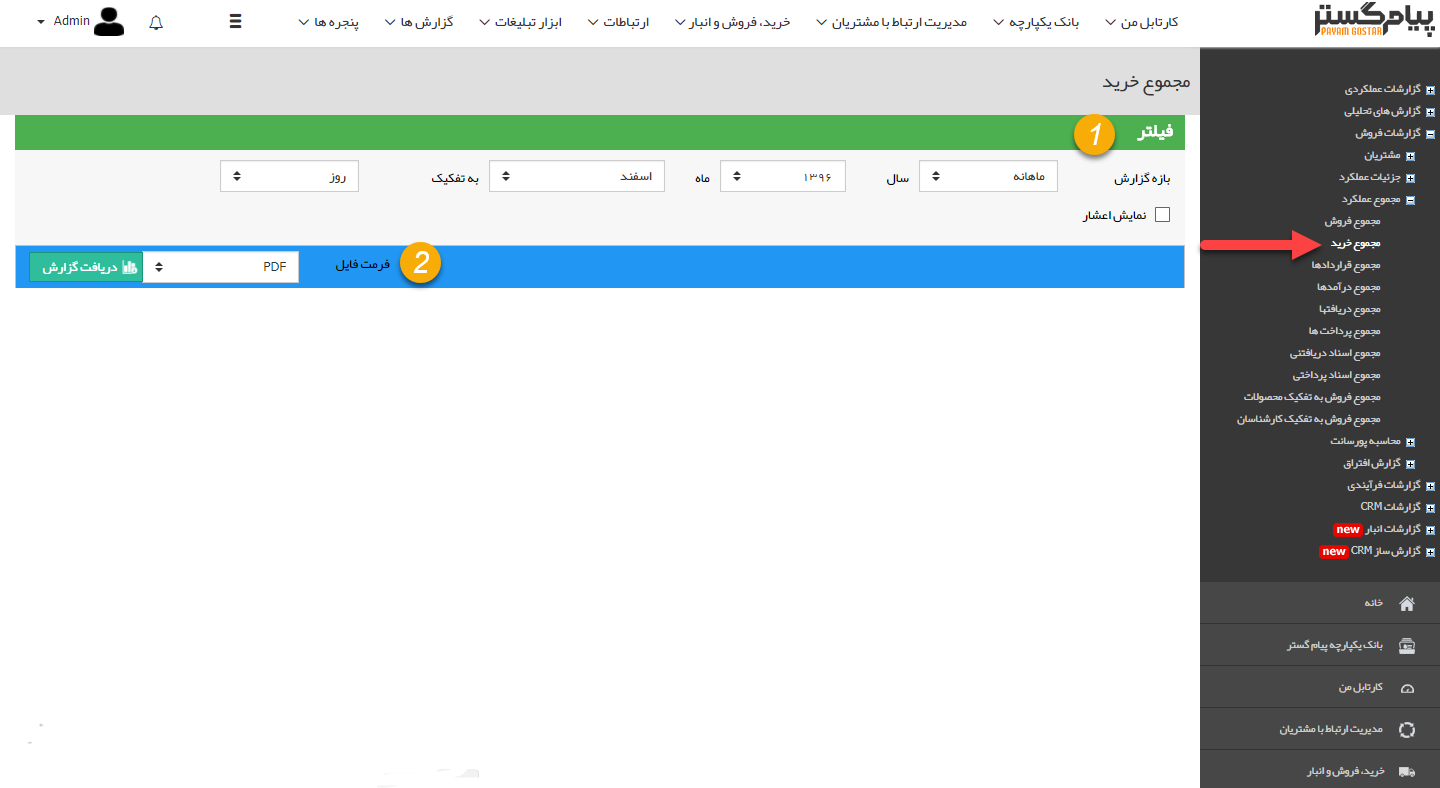 پیام‌گستر
PAYAM GOSTAR
کارتابل من
بانک یکپارچه
مدیریت ارتباط با مشتریان
خرید، فروش و انبار
ارتباطات
ابزار تبلیغات
گزارش ها
پنجره ها
Admin
مجموع خرید
فیلتر
1
بازه گزارش ماهانه سال ۱۳۹۶ ماه اسفند به تفکیک روز
نمایش اعشار
2
فرمت فایل PDF دریافت گزارش
گزارشات عملکردی
گزارش های تحلیلی
گزارشات فروش
مشتریان
جزئیات عملکرد
مجموع عملکرد
مجموع فروش
مجموع خرید
مجموع قراردادها
مجموع درآمدها
مجموع دریافتها
مجموع پرداخت ها
مجموع اسناد دریافتنی
مجموع اسناد پرداختی
مجموع فروش به تفکیک محصولات
مجموع فروش به تفکیک کارشناسان
محاسبه پورسانت
گزارش افتراق
گزارشات فرآیندی
گزارشات CRM
گزارشات انبار new
گزارش ساز CRM new
خانه
بانک یکپارچه پیام گستر
کارتابل من
مدیریت ارتباط با مشتریان
خرید، فروش و انبار